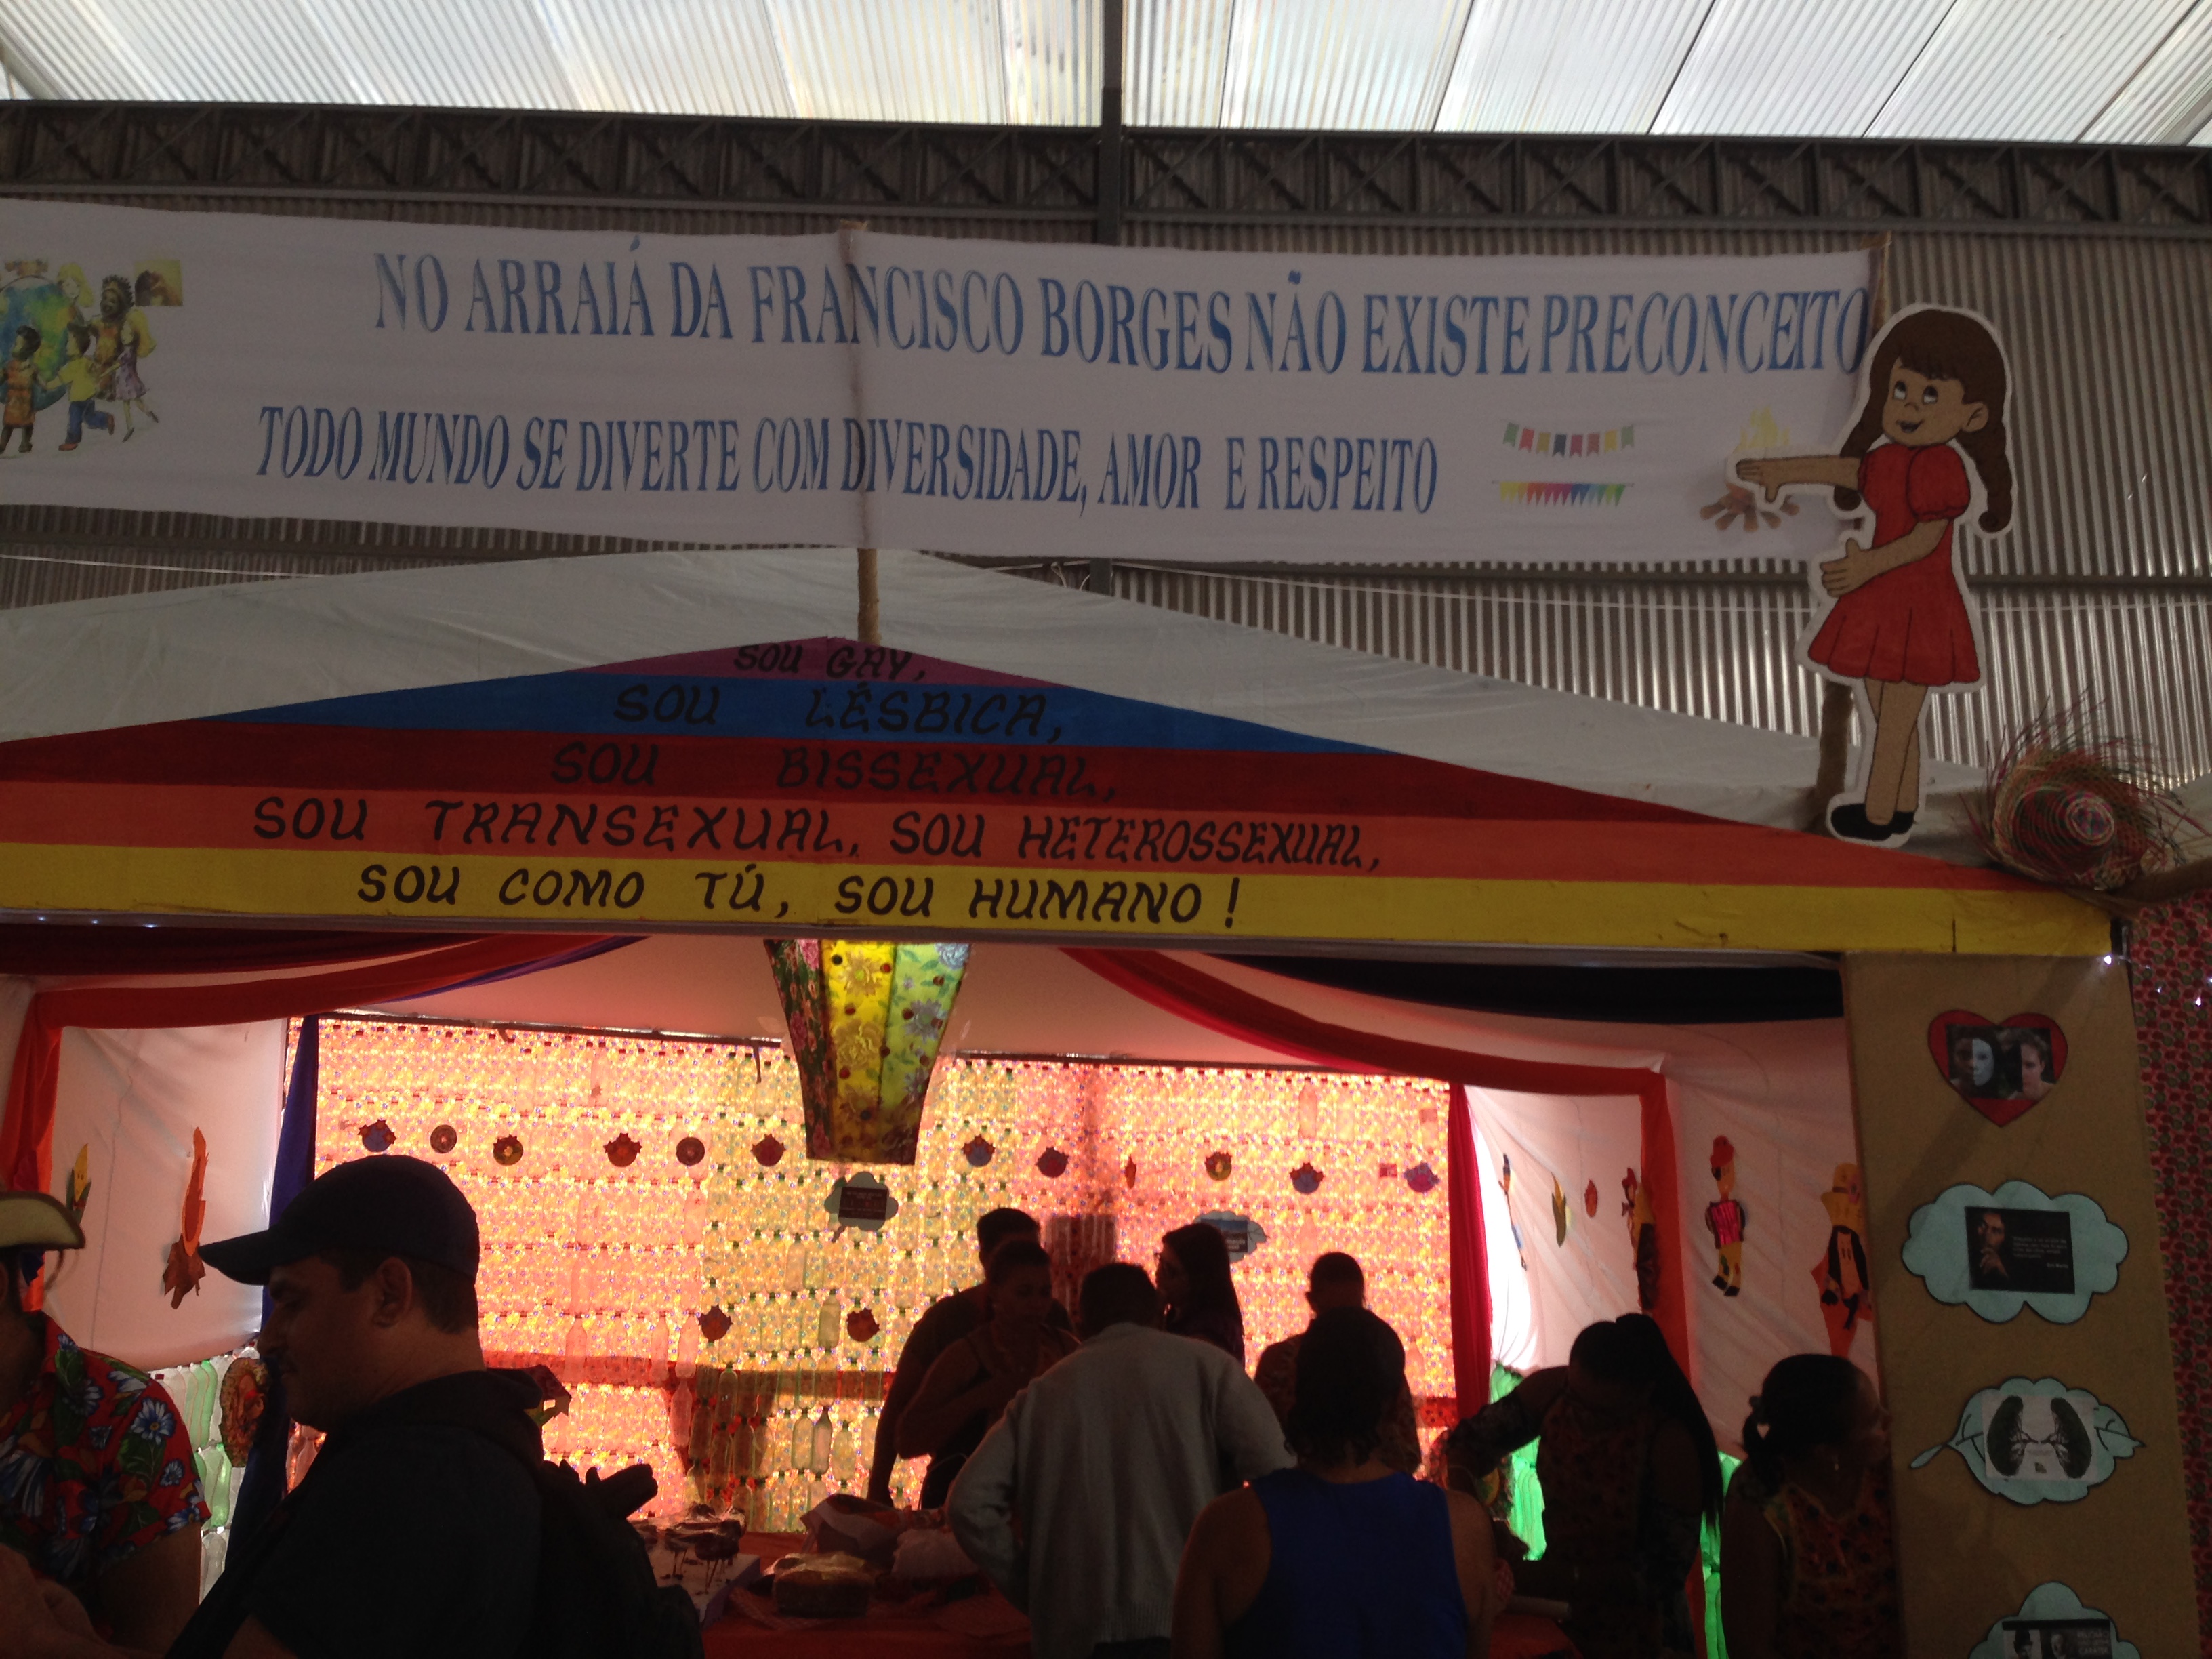 NO ARRAIÁ DA FRANCISCO BORGES NÃO EXISTE PRECONCEITO
TODO MUNDO SE DIVERTE COM DIVERSIDADE, AMOR E RESPEITO
SOU GAY,
SOU LÉSBICA,
SOU BISSEXUAL,
SOU TRANSEXUAL, SOU HETEROSSEXUAL,
SOU COMO TÚ, SOU HUMANO!